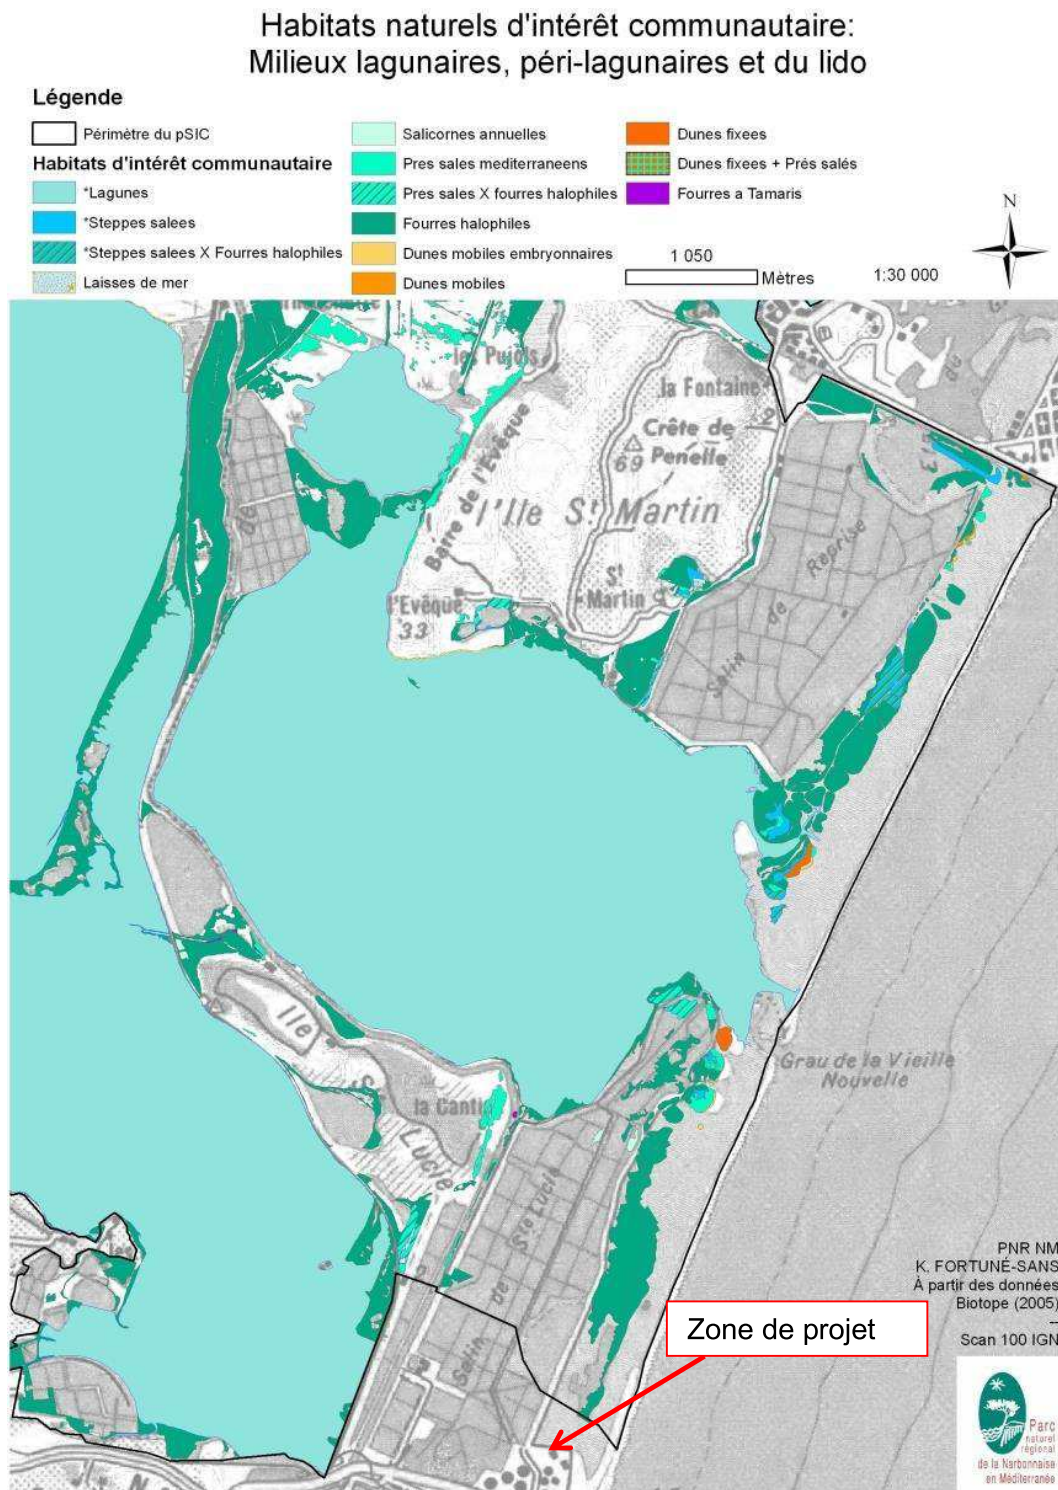 Habitats naturels d'intérêt communautaire:
Milieux lagunaires, péri-lagunaires et du lido
Légende
Périmètre du pSIC
Habitats d'intérêt communautaire
*Lagunes
*Steppes salees
*Steppes salees X Fourres halophiles
Laisses de mer
Salicornes annuelles
Pres sales mediterraneens
Pres sales X fourres halophiles
Fourres halophiles
Dunes mobiles embryonnaires
Dunes mobiles
Dunes fixees
Dunes fixees + Prés salés
Fourres a Tamaris
1 050
Mètres
1:30 000
N
les Pujols
la Fontaine
Crête de
69 Penelle
Barre de l'Evêque
l'Ile St Martin
de
Reprise
de
Salin
St
Martin
l'Evêque
33
Ile
Ste
Lucie
la Cantine
Grau de la Vieille
Nouvelle
Ste Lucie
de
Salin
PNR NM
K. FORTUNÉ-SANS
À partir des données
Biotope (2005)
--
Scan 100 IGN
Zone de projet
Parc
naturel
régional
de la Narbonnaise
en Méditerranée